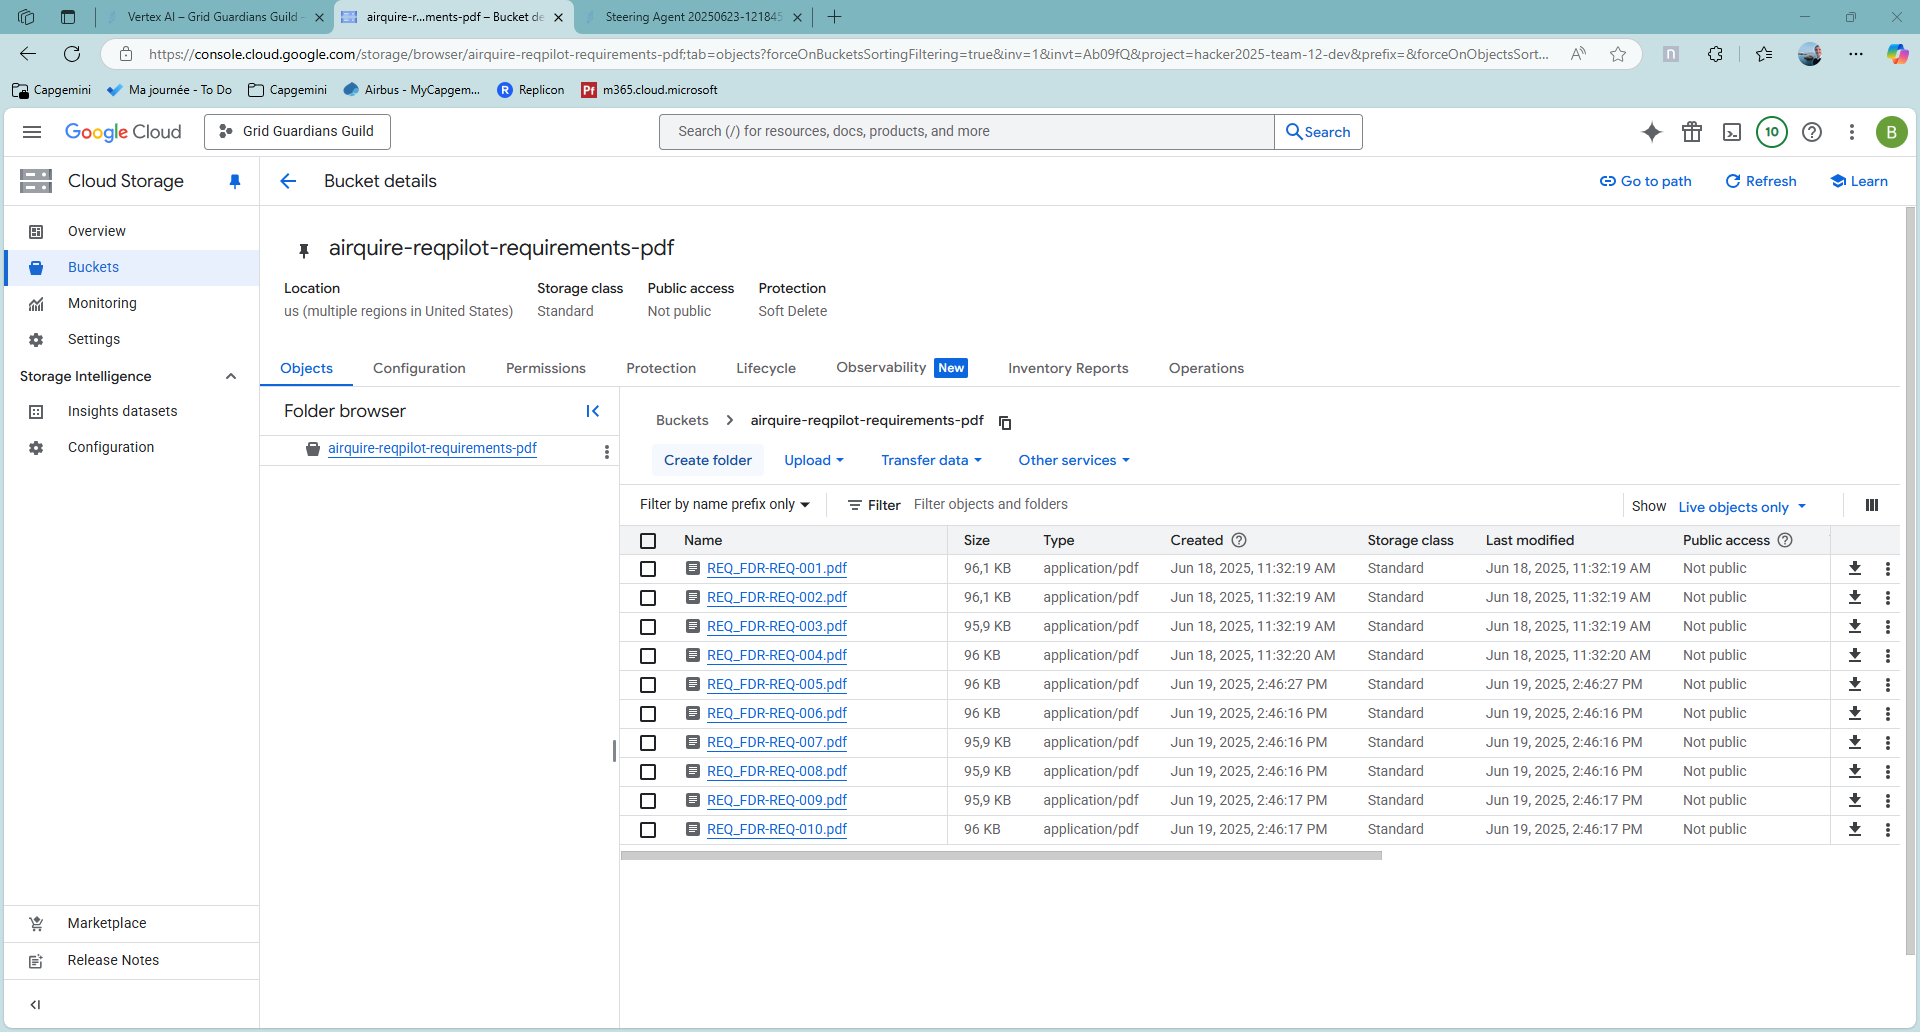 Vertex AI – Grid Guardians Guild -
airquire-r...ments-pdf – Bucket de
Steering Agent 20250623-121845
https://console.cloud.google.com/storage/browser/airquire-reqpilot-requirements-pdf;tab=objects?forceOnBucketsSortingFiltering=true&inv=1&invt=Ab09fQ&project=hacker2025-team-12-dev&prefix=&forceOnObjectsSort...
Capgemini
Ma journée - To Do
Capgemini
Airbus - MyCapgem...
R Replicon
Pf m365.cloud.microsoft
Google Cloud
Grid Guardians Guild
Search (/) for resources, docs, products, and more
Search
10
B
Cloud Storage
Bucket details
Go to path
Refresh
Learn
Overview
Buckets
Monitoring
Settings
Storage Intelligence
Insights datasets
Configuration
Marketplace
Release Notes
airquire-reqpilot-requirements-pdf
Location Storage class Public access Protection
us (multiple regions in United States) Standard Not public Soft Delete
Objects Configuration Permissions Protection Lifecycle Observability New Inventory Reports Operations
Folder browser
airquire-reqpilot-requirements-pdf
Buckets > airquire-reqpilot-requirements-pdf
Create folder Upload Transfer data Other services
Filter by name prefix only Filter Filter objects and folders Show Live objects only
Name Size Type Created Storage class Last modified Public access
REQ_FDR-REQ-001.pdf 96,1 KB application/pdf Jun 18, 2025, 11:32:19 AM Standard Jun 18, 2025, 11:32:19 AM Not public
REQ_FDR-REQ-002.pdf 96,1 KB application/pdf Jun 18, 2025, 11:32:19 AM Standard Jun 18, 2025, 11:32:19 AM Not public
REQ_FDR-REQ-003.pdf 95,9 KB application/pdf Jun 18, 2025, 11:32:19 AM Standard Jun 18, 2025, 11:32:19 AM Not public
REQ_FDR-REQ-004.pdf 96 KB application/pdf Jun 18, 2025, 11:32:20 AM Standard Jun 18, 2025, 11:32:20 AM Not public
REQ_FDR-REQ-005.pdf 96 KB application/pdf Jun 19, 2025, 2:46:27 PM Standard Jun 19, 2025, 2:46:27 PM Not public
REQ_FDR-REQ-006.pdf 96 KB application/pdf Jun 19, 2025, 2:46:16 PM Standard Jun 19, 2025, 2:46:16 PM Not public
REQ_FDR-REQ-007.pdf 95,9 KB application/pdf Jun 19, 2025, 2:46:16 PM Standard Jun 19, 2025, 2:46:16 PM Not public
REQ_FDR-REQ-008.pdf 95,9 KB application/pdf Jun 19, 2025, 2:46:16 PM Standard Jun 19, 2025, 2:46:16 PM Not public
REQ_FDR-REQ-009.pdf 95,9 KB application/pdf Jun 19, 2025, 2:46:17 PM Standard Jun 19, 2025, 2:46:17 PM Not public
REQ_FDR-REQ-010.pdf 96 KB application/pdf Jun 19, 2025, 2:46:17 PM Standard Jun 19, 2025, 2:46:17 PM Not public